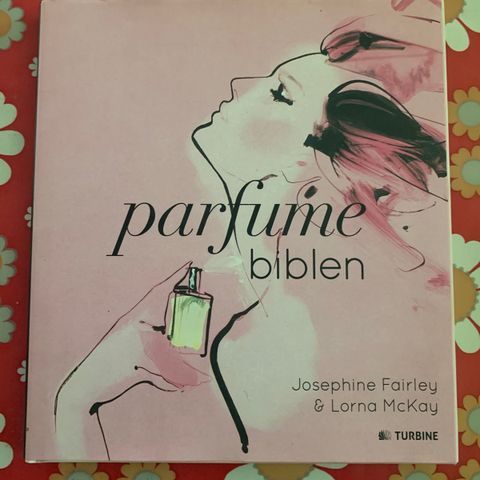 parfume
biblen
Josephine Fairley
& Lorna McKay
TURBINE